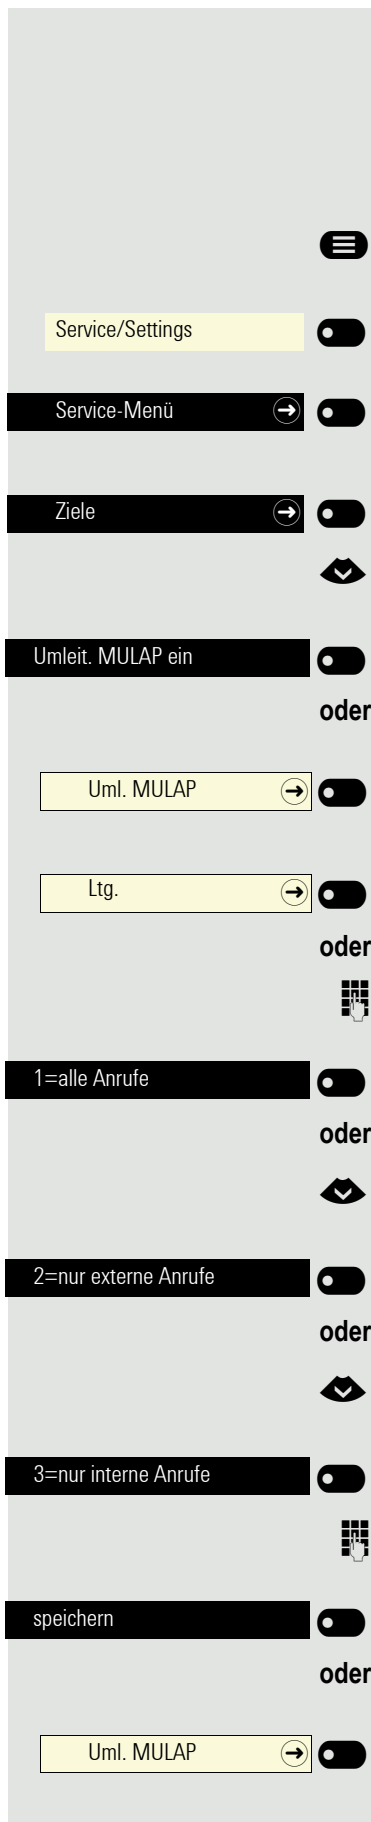 Service/Settings
Service-Menü
Ziele
Umleit. MULAP ein
oder
Uml. MULAP
Ltg.
oder
1=alle Anrufe
oder
2=nur externe Anrufe
oder
3=nur interne Anrufe
speichern
oder
Uml. MULAP